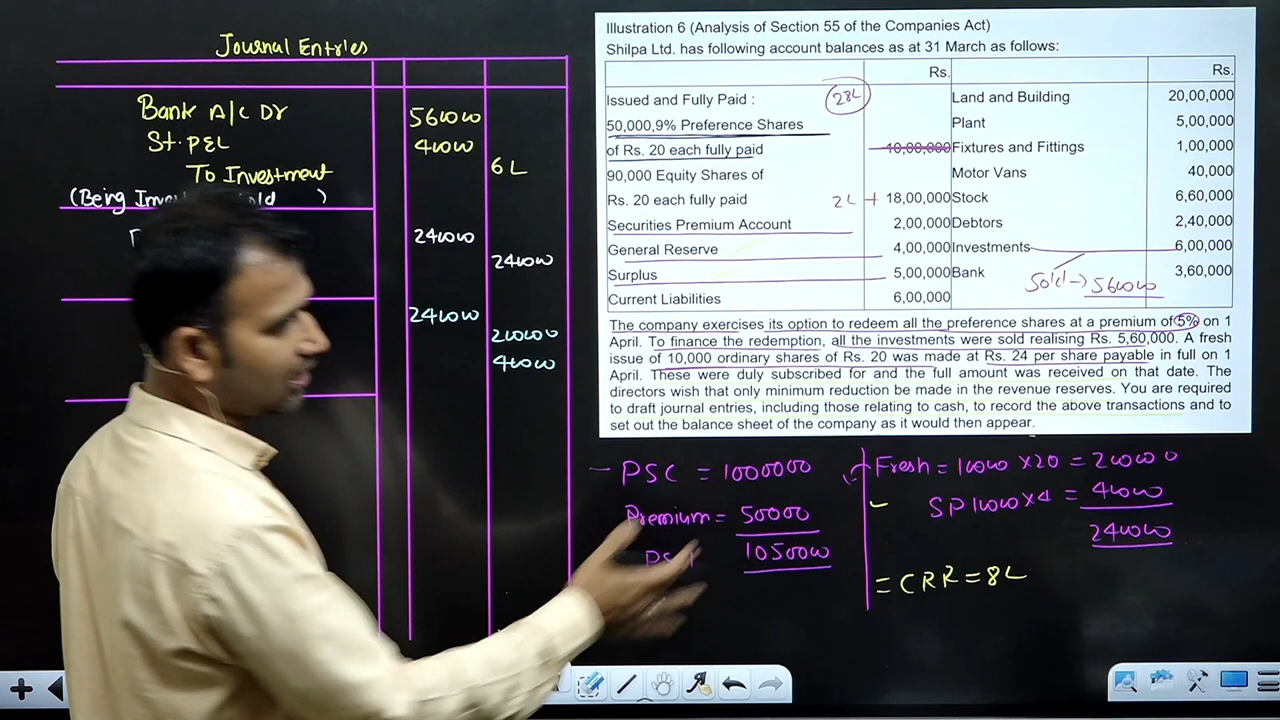 Journal Entries
Bank A/C Dr 560000
St. P&L 40000
To Investment 6L
(Being )
240000
240000
240000
200000
40000
Illustration 6 (Analysis of Section 55 of the Companies Act)
Shilpa Ltd. has following account balances as at 31 March as follows:
Rs. Rs.
Issued and Fully Paid : 28L Land and Building 20,00,000
50,000,9% Preference Shares Plant 5,00,000
of Rs. 20 each fully paid 10,00,000 Fixtures and Fittings 1,00,000
90,000 Equity Shares of Motor Vans 40,000
Rs. 20 each fully paid 2L + 18,00,000 Stock 6,60,000
Securities Premium Account 2,00,000 Debtors 2,40,000
General Reserve 4,00,000 Investments 6,00,000
Surplus 5,00,000 Bank 3,60,000
Sold → 560000
Current Liabilities 6,00,000
The company exercises its option to redeem all the preference shares at a premium of 5% on 1
April. To finance the redemption, all the investments were sold realising Rs. 5,60,000. A fresh
issue of 10,000 ordinary shares of Rs. 20 was made at Rs. 24 per share payable in full on 1
April. These were duly subscribed for and the full amount was received on that date. The
directors wish that only minimum reduction be made in the revenue reserves. You are required
to draft journal entries, including those relating to cash, to record the above transactions and to
set out the balance sheet of the company as it would then appear.
PSC = 1000000
Premium = 50000
1050000
Fresh = 10000 x 20 = 200000
SP 10000 x 4 = 40000
240000
= CRR = 8L